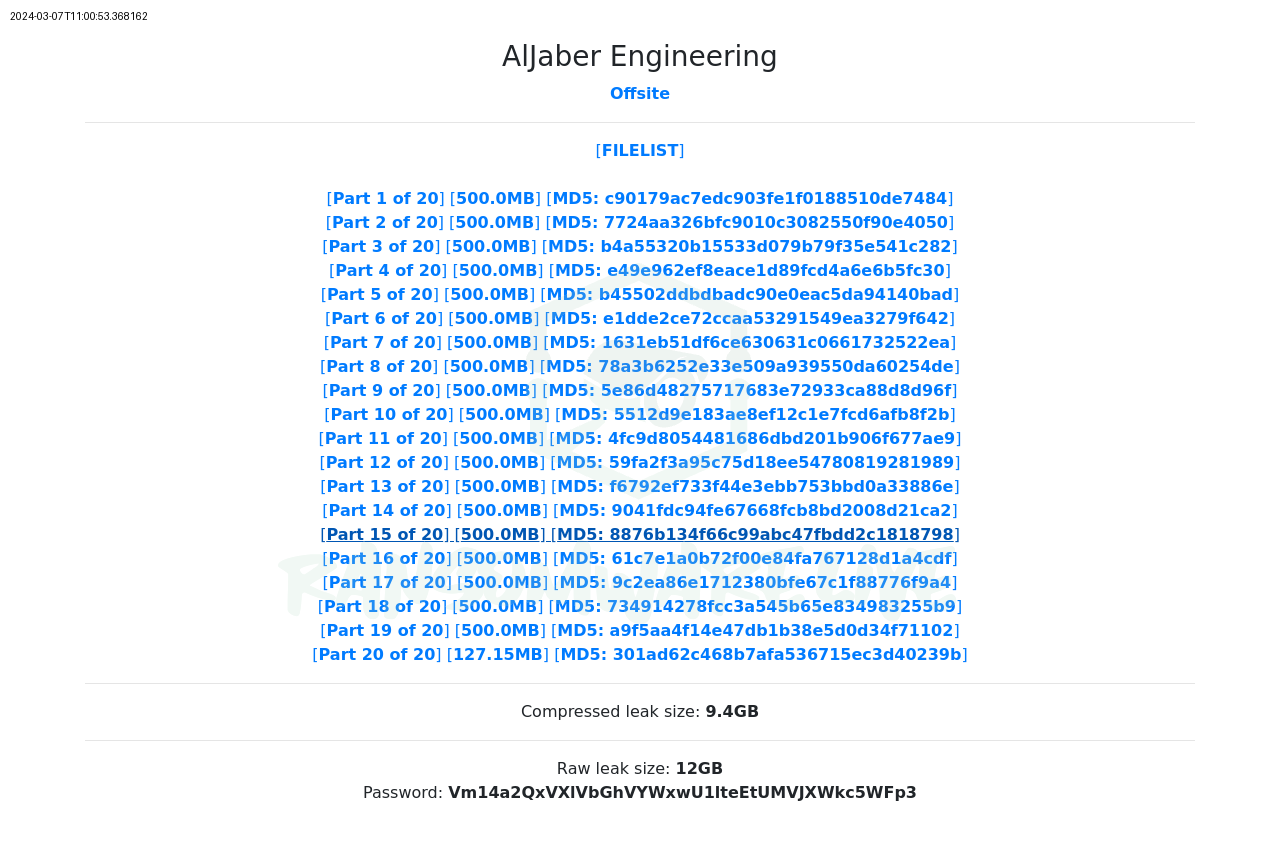 2024-03-07T11:00:53.368162
AlJaber Engineering
Offsite
[FILELIST]
[Part 1 of 20] [500.0MB] [MD5: c90179ac7edc903fe1f0188510de7484]
[Part 2 of 20] [500.0MB] [MD5: 7724aa326bfc9010c3082550f90e4050]
[Part 3 of 20] [500.0MB] [MD5: b4a55320b15533d079b79f35e541c282]
[Part 4 of 20] [500.0MB] [MD5: e49e962ef8eace1d89fcd4a6e6b5fc30]
[Part 5 of 20] [500.0MB] [MD5: b45502ddbdbadc90e0eac5da94140bad]
[Part 6 of 20] [500.0MB] [MD5: e1dde2ce72ccaa53291549ea3279f642]
[Part 7 of 20] [500.0MB] [MD5: 1631eb51df6ce630631c0661732522ea]
[Part 8 of 20] [500.0MB] [MD5: 78a3b6252e33e509a939550da60254de]
[Part 9 of 20] [500.0MB] [MD5: 5e86d48275717683e72933ca88d8d96f]
[Part 10 of 20] [500.0MB] [MD5: 5512d9e183ae8ef12c1e7fcd6afb8f2b]
[Part 11 of 20] [500.0MB] [MD5: 4fc9d8054481686dbd201b906f677ae9]
[Part 12 of 20] [500.0MB] [MD5: 59fa2f3a95c75d18ee54780819281989]
[Part 13 of 20] [500.0MB] [MD5: f6792ef733f44e3ebb753bbd0a33886e]
[Part 14 of 20] [500.0MB] [MD5: 9041fdc94fe67668fcb8bd2008d21ca2]
[Part 15 of 20] [500.0MB] [MD5: 8876b134f66c99abc47fbdd2c1818798]
[Part 16 of 20] [500.0MB] [MD5: 61c7e1a0b72f00e84fa767128d1a4cdf]
[Part 17 of 20] [500.0MB] [MD5: 9c2ea86e1712380bfe67c1f88776f9a4]
[Part 18 of 20] [500.0MB] [MD5: 734914278fcc3a545b65e834983255b9]
[Part 19 of 20] [500.0MB] [MD5: a9f5aa4f14e47db1b38e5d0d34f71102]
[Part 20 of 20] [127.15MB] [MD5: 301ad62c468b7afa536715ec3d40239b]
RANSOMWARE.LIVE
Compressed leak size: 9.4GB
Raw leak size: 12GB
Password: Vm14a2QxVXlVbGhVYWxwU1lteEtUMVJXWkc5WFp3